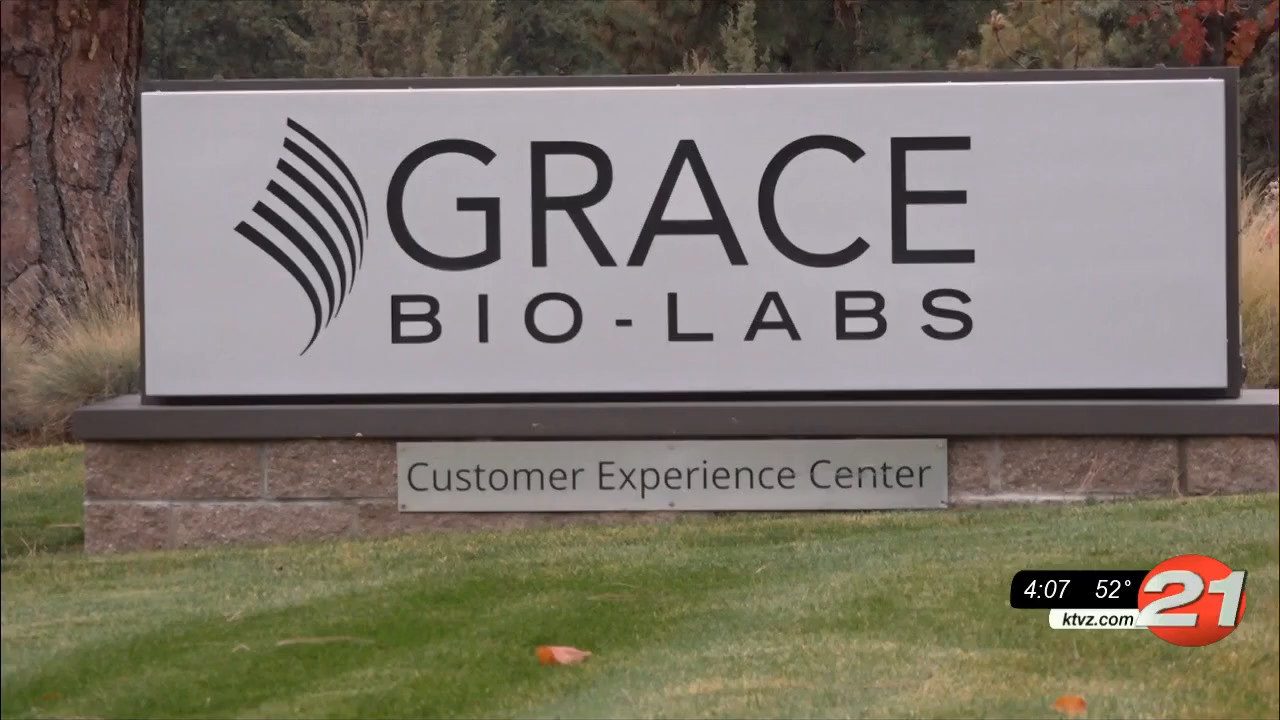 GRACE
BIO-LABS
Customer Experience Center
4:07 52°
ktvz.com
21